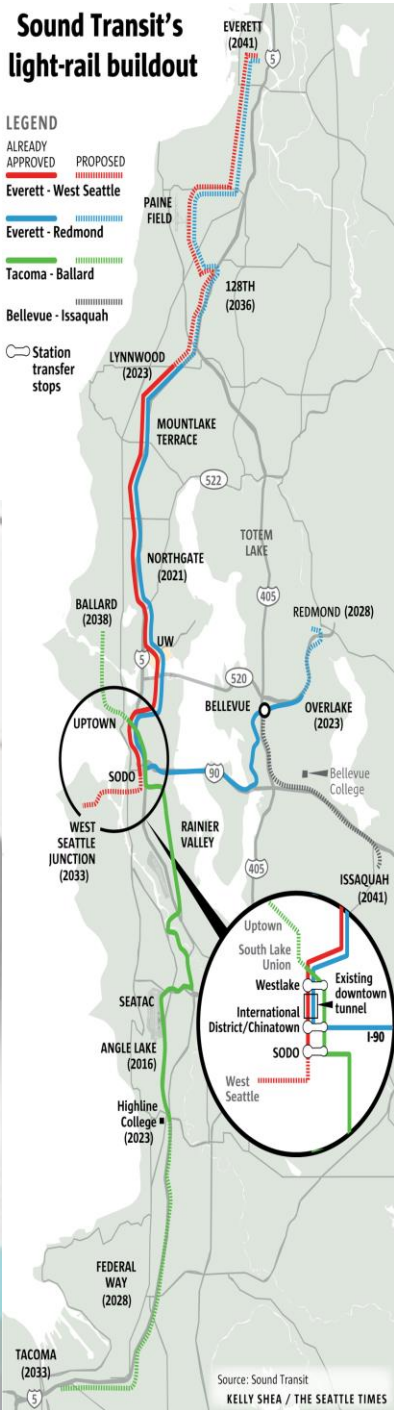 Sound Transit's
light-rail buildout
LEGEND
ALREADY
APPROVED
PROPOSED
Everett - West Seattle
Everett - Redmond
Tacoma - Ballard
Bellevue - Issaquah
Station
transfer
stops
EVERETT
(2041)
5
PAINE
FIELD
128TH
(2036)
LYNNWOOD
(2023)
MOUNTLAKE
TERRACE
522
TOTEM
LAKE
NORTHGATE
(2021)
405
BALLARD
(2038)
REDMOND (2028)
UW
5
520
UPTOWN
BELLEVUE
OVERLAKE
(2023)
SODO
90
Bellevue
College
WEST
SEATTLE
JUNCTION
(2033)
RAINIER
VALLEY
405
ISSAQUAH
(2041)
Uptown
South Lake
Union
Westlake
Existing
downtown
tunnel
International
District/Chinatown
I-90
SODO
West
Seattle
SEATAC
ANGLE LAKE
(2016)
Highline
College
(2023)
FEDERAL
WAY
(2028)
TACOMA
(2033)
5
Source: Sound Transit
KELLY SHEA / THE SEATTLE TIMES